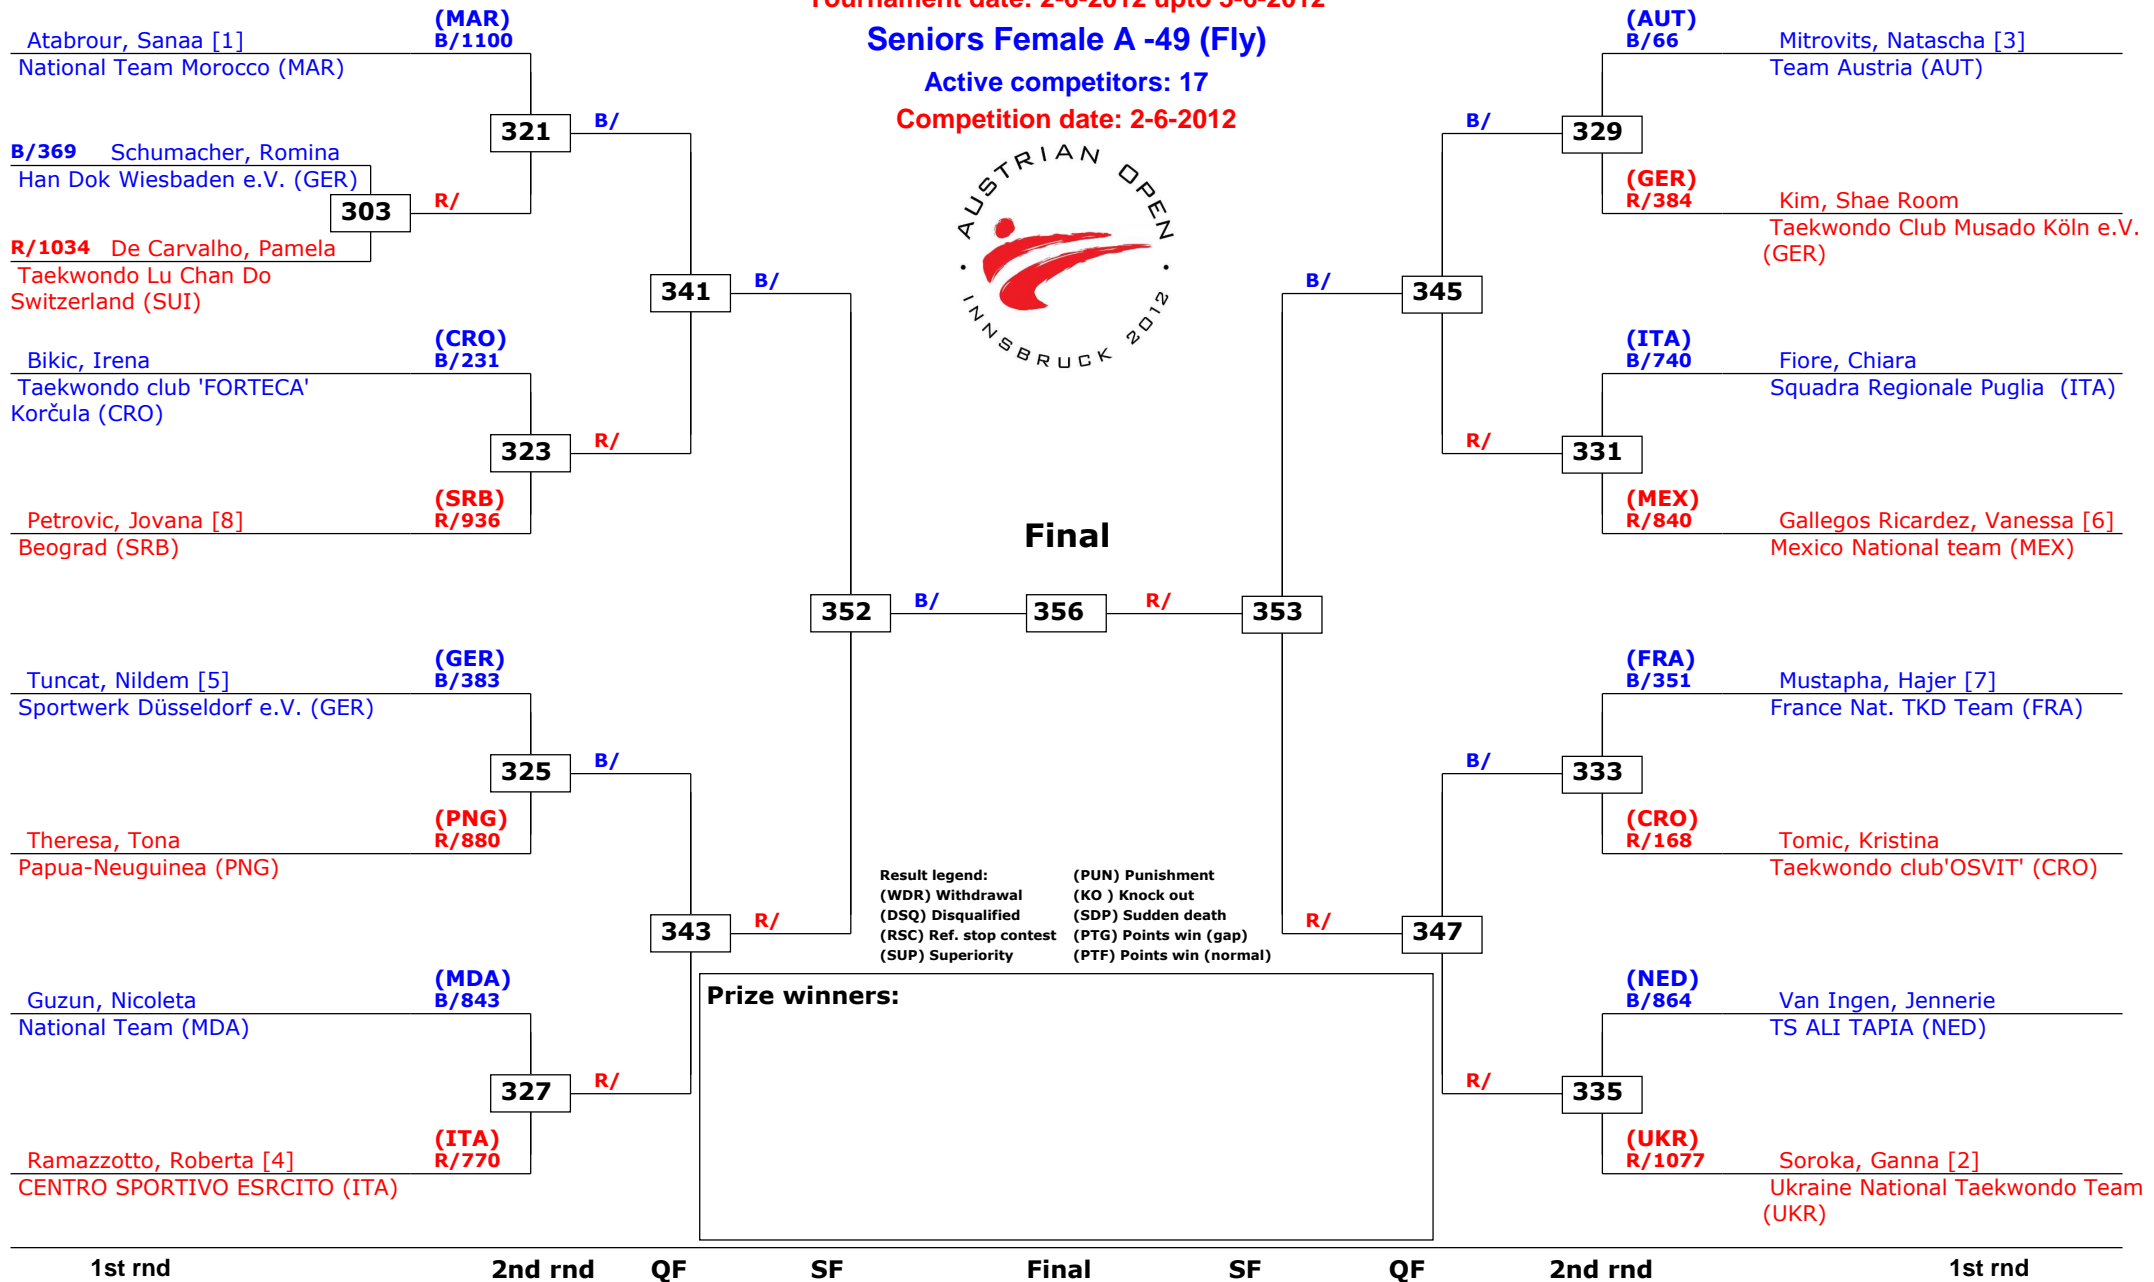 Tournament date: 2-6-2012 upto 3-6-2012
Seniors Female A -49 (Fly)
Active competitors: 17
Competition date: 2-6-2012
AUSTRIAN OPEN
INNSBRUCK 2012
(MAR)
Atabrour, Sanaa [1] B/1100
National Team Morocco (MAR)
321 B/
B/369 Schumacher, Romina
Han Dok Wiesbaden e.V. (GER)
303 R/
R/1034 De Carvalho, Pamela
Taekwondo Lu Chan Do
Switzerland (SUI)
341 B/
(CRO)
Bikic, Irena B/231
Taekwondo club 'FORTECA'
Korčula (CRO)
323 R/
(SRB)
Petrovic, Jovana [8] R/936
Beograd (SRB)
352 B/
(GER)
Tuncat, Nildem [5] B/383
Sportwerk Düsseldorf e.V. (GER)
325 B/
(PNG)
Theresa, Tona R/880
Papua-Neuguinea (PNG)
343 R/
(MDA)
Guzun, Nicoleta B/843
National Team (MDA)
327 R/
(ITA)
Ramazzotto, Roberta [4] R/770
CENTRO SPORTIVO ESRCITO (ITA)
Final
356
(AUT)
B/66 Mitrovits, Natascha [3]
Team Austria (AUT)
B/ 329
(GER)
R/384 Kim, Shae Room
Taekwondo Club Musado Köln e.V.
(GER)
B/ 345
(ITA)
B/740 Fiore, Chiara
Squadra Regionale Puglia (ITA)
R/ 331
(MEX)
R/840 Gallegos Ricardez, Vanessa [6]
Mexico National team (MEX)
R/ 353
(FRA)
B/351 Mustapha, Hajer [7]
France Nat. TKD Team (FRA)
B/ 333
(CRO)
R/168 Tomic, Kristina
Taekwondo club'OSVIT' (CRO)
R/ 347
(NED)
B/864 Van Ingen, Jennerie
TS ALI TAPIA (NED)
R/ 335
(UKR)
R/1077 Soroka, Ganna [2]
Ukraine National Taekwondo Team
(UKR)
Result legend: (PUN) Punishment
(WDR) Withdrawal (KO ) Knock out
(DSQ) Disqualified (SDP) Sudden death
(RSC) Ref. stop contest (PTG) Points win (gap)
(SUP) Superiority (PTF) Points win (normal)
Prize winners:
1st rnd 2nd rnd QF SF Final SF QF 2nd rnd 1st rnd